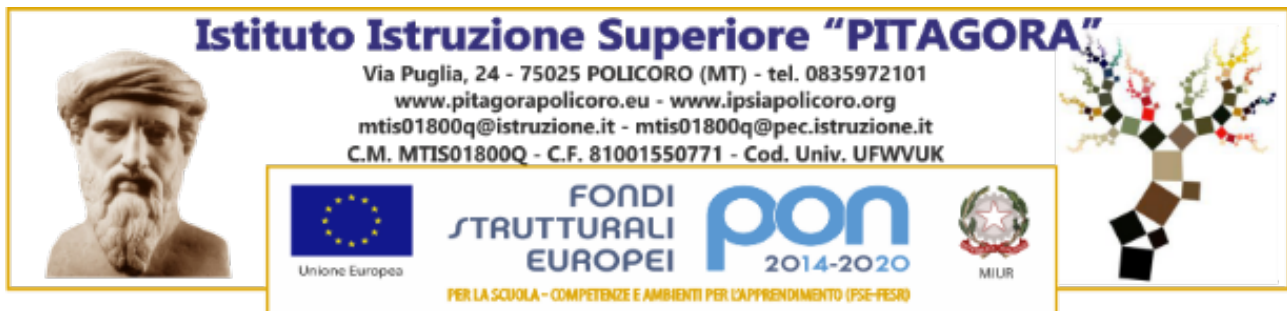 Istituto Istruzione Superiore “PITAGORA”
Via Puglia, 24 - 75025 POLICORO (MT) - tel. 0835972101
www.pitagorapolicoro.eu - www.ipsiapolicoro.org
mtis01800q@istruzione.it - mtis01800q@pec.istruzione.it
C.M. MTIS01800Q - C.F. 81001550771 - Cod. Univ. UFWVUK
Unione Europea
FONDI
STRUTTURALI
EUROPEI
pon
2014-2020
MIUR
PER LA SCUOLA - COMPETENZE E AMBIENTI PER L'APPRENDIMENTO (FSE-FESR)